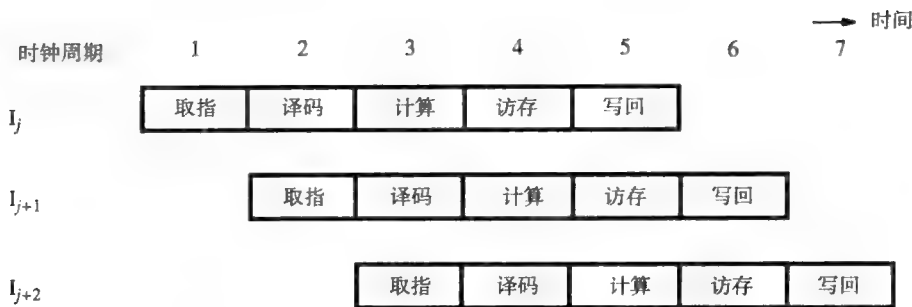 → 时间
时钟周期 1 2 3 4 5 6 7
I_j 取指 译码 计算 访存 写回
I_{j+1} 取指 译码 计算 访存 写回
I_{j+2} 取指 译码 计算 访存 写回